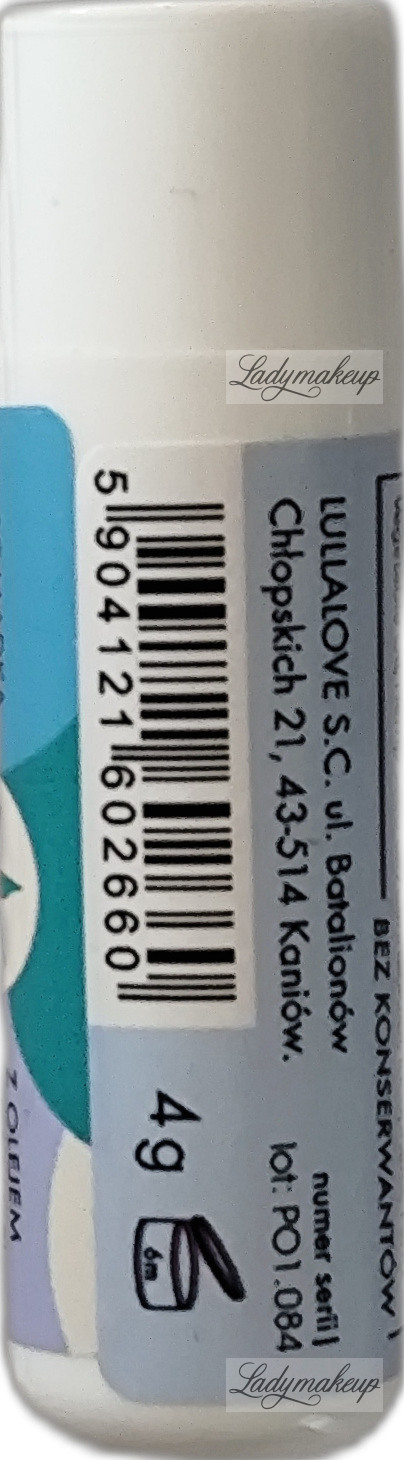 BEZ KONSERWANTÓW
LULLALOVE S.C. ul. Batalionów
Chłopskich 21, 43-514 Kaniów.
numer serii |
lot: PO1.084
5 904121 602660
4g
6m
Z OLEJEM
Ladymakeup
Ladymakeup